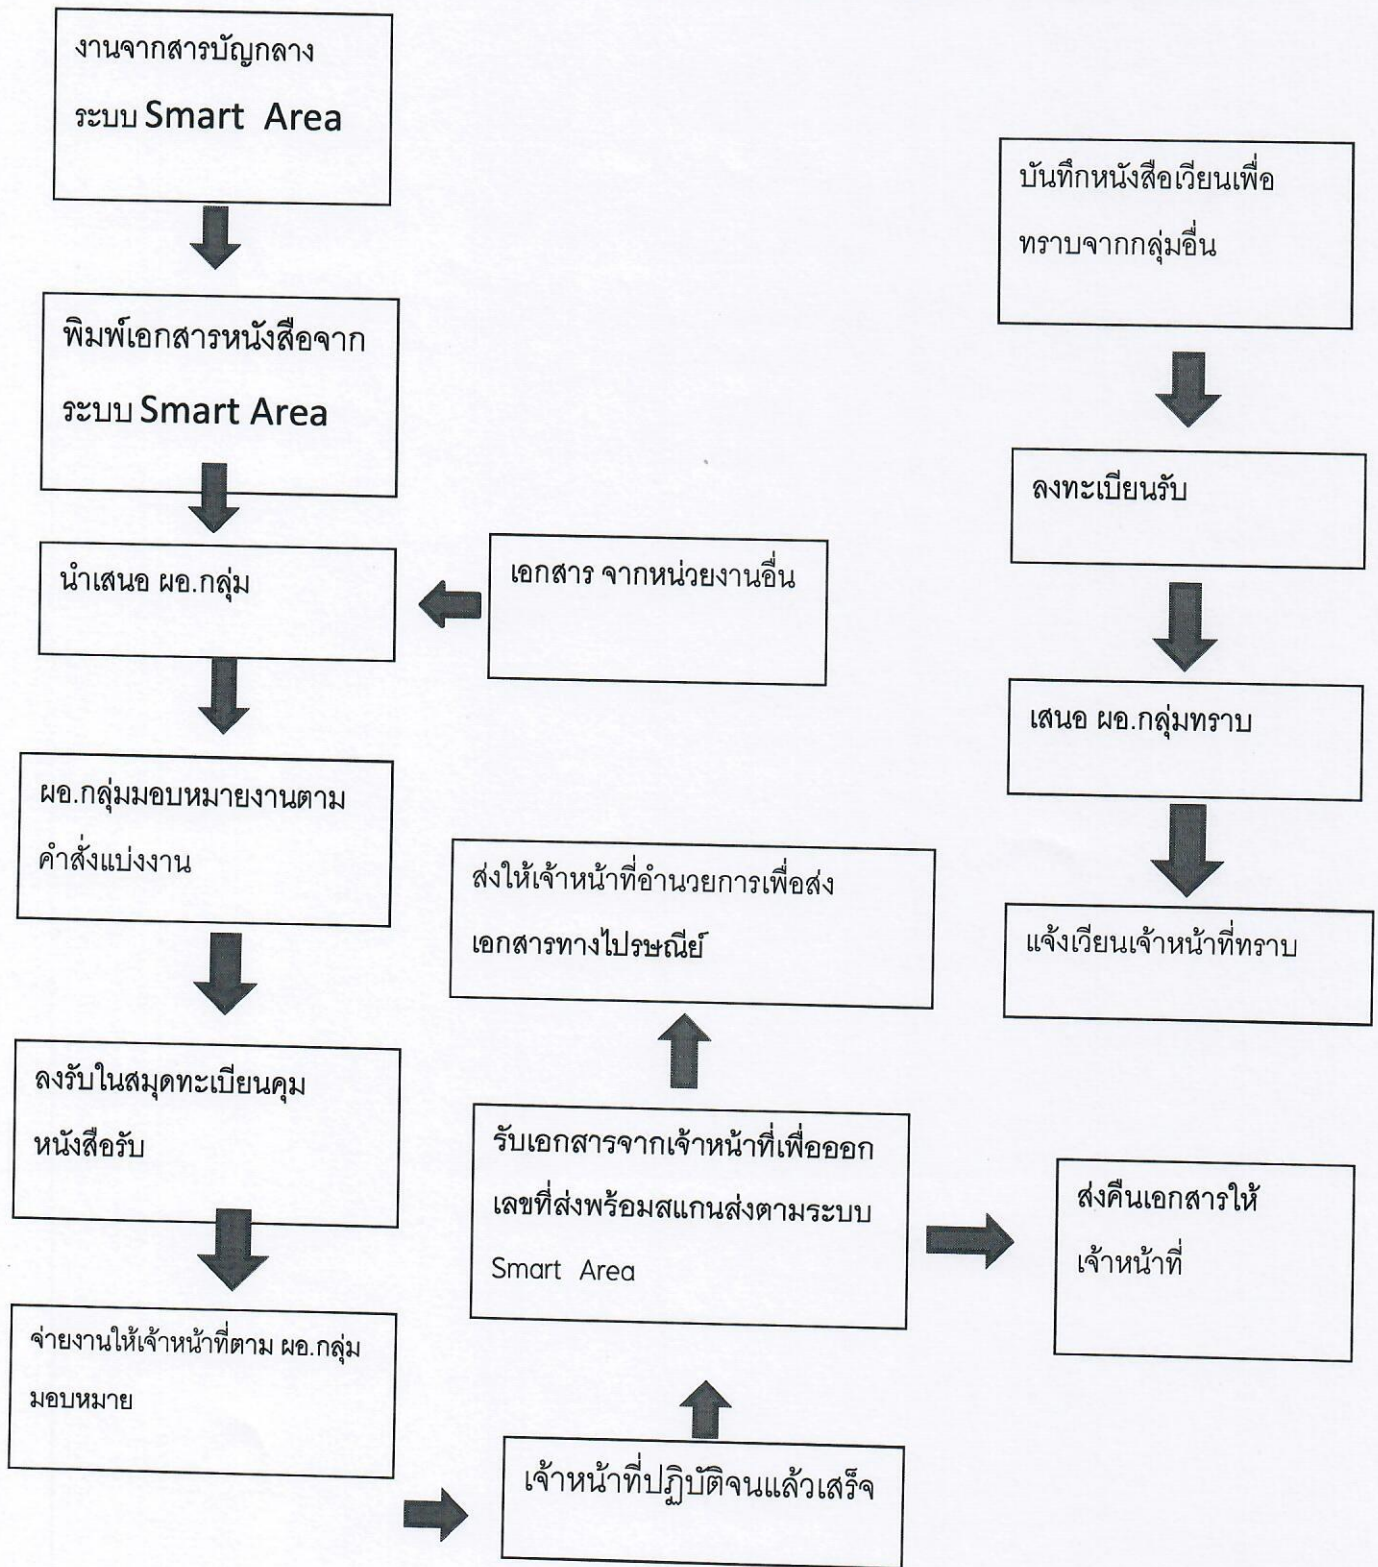 งานจากสารบัญกลาง
ระบบ Smart Area
พิมพ์เอกสารหนังสือจาก
ระบบ Smart Area
นำเสนอ ผอ.กลุ่ม
เอกสาร จากหน่วยงานอื่น
ผอ.กลุ่มมอบหมายงานตาม
คำสั่งแบ่งงาน
ลงรับในสมุดทะเบียนคุม
หนังสือรับ
จ่ายงานให้เจ้าหน้าที่ตาม ผอ.กลุ่ม
มอบหมาย
เจ้าหน้าที่ปฏิบัติจนแล้วเสร็จ
รับเอกสารจากเจ้าหน้าที่เพื่อออก
เลขที่ส่งพร้อมสแกนส่งตามระบบ
Smart Area
ส่งให้เจ้าหน้าที่อำนวยการเพื่อส่ง
เอกสารทางไปรษณีย์
ส่งคืนเอกสารให้
เจ้าหน้าที่
บันทึกหนังสือเวียนเพื่อ
ทราบจากกลุ่มอื่น
ลงทะเบียนรับ
เสนอ ผอ.กลุ่มทราบ
แจ้งเวียนเจ้าหน้าที่ทราบ